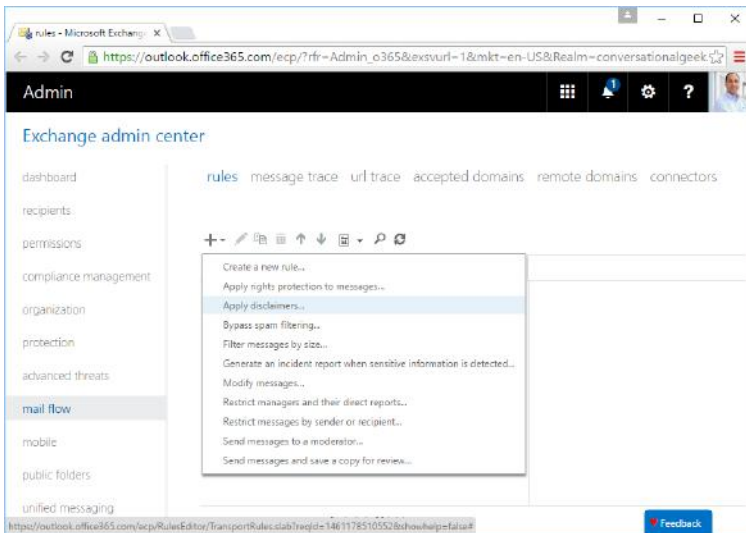 rules - Microsoft Exchang
https://outlook.office365.com/ecp/?rfr=Admin_o365&exsvurl=1&mkt=en-US&Realm=conversationalgeek
Admin
1
?
Exchange admin center
dashboard
rules message trace url trace accepted domains remote domains connectors
recipients
permissions
compliance management
organization
protection
advanced threats
mail flow
mobile
public folders
unified messaging
Create a new rule...
Apply rights protection to messages...
Apply disclaimers...
Bypass spam filtering...
Filter messages by size...
Generate an incident report when sensitive information is detected...
Modify messages...
Restrict managers and their direct reports...
Restrict messages by sender or recipient...
Send messages to a moderator...
Send messages and save a copy for review...
https://outlook.office365.com/ecp/RulesEditor/TransportRules.slab?reqId=1461178510552&showhelp=false#
Feedback